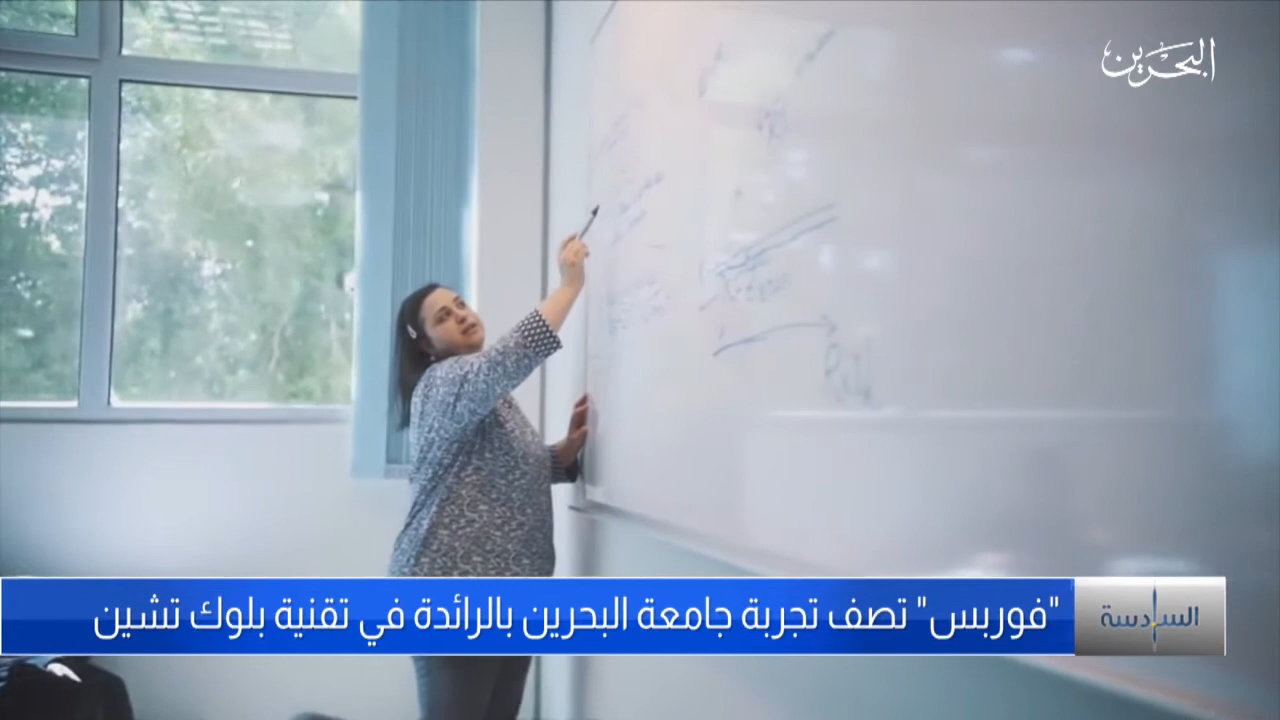 البحرين
"فوربس" تصف تجربة جامعة البحرين بالرائدة في تقنية بلوك تشين
السادسة